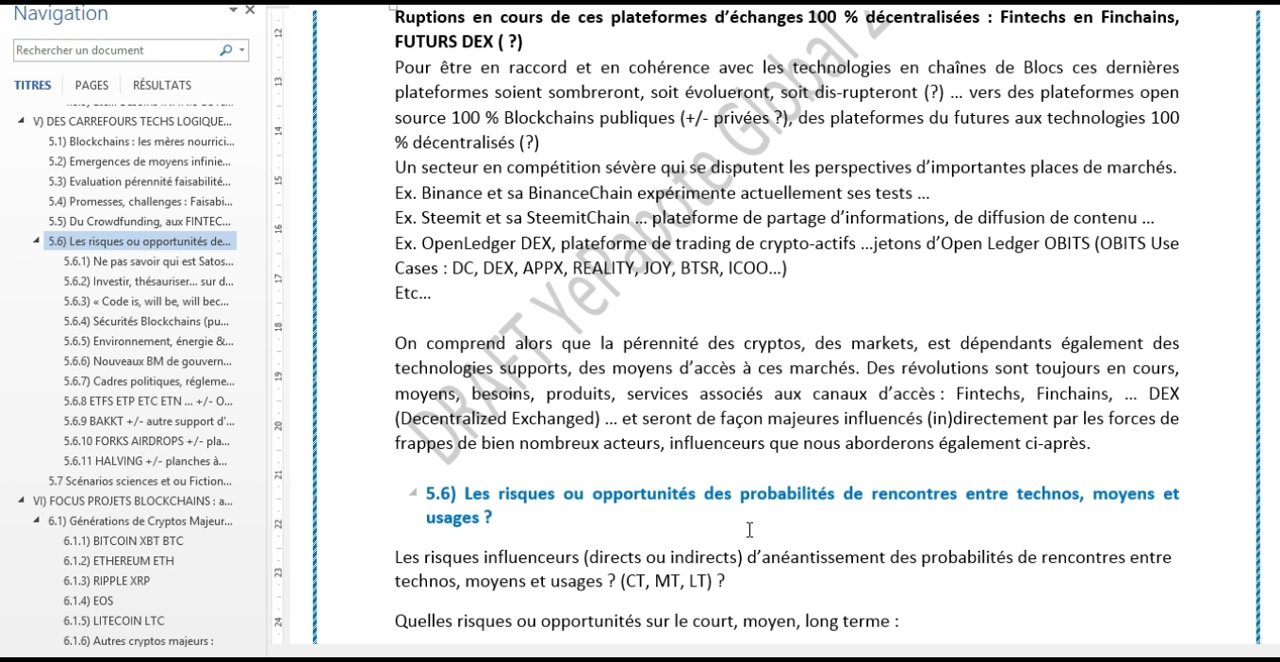 Navigation
Rechercher un document
TITRES PAGES RÉSULTATS
V) DES CARREFOURS TECHS LOGIQUE...
5.1) Blockchains : les mères nourrici...
5.2) Emergences de moyens infinie...
5.3) Evaluation pérennité faisabilité...
5.4) Promesses, challenges : Faisabi...
5.5) Du Crowdfunding, aux FINTEC...
5.6) Les risques ou opportunités de...
5.6.1) Ne pas savoir qui est Satos...
5.6.2) Investir, thésauriser... sur d...
5.6.3) « Code is, will be, will bec...
5.6.4) Sécurités Blockchains (pu...
5.6.5) Environnement, énergie &...
5.6.6) Nouveaux BM de gouvern...
5.6.7) Cadres politiques, régleme...
5.6.8 ETFS ETP ETC ETN ... +/- O...
5.6.9 BAKKT +/- autre support d'...
5.6.10 FORKS AIRDROPS +/- pla...
5.6.11 HALVING +/- planches à...
5.7 Scénarios sciences et ou Fiction...
VI) FOCUS PROJETS BLOCKCHAINS : a...
6.1) Générations de Cryptos Majeur...
6.1.1) BITCOIN XBT BTC
6.1.2) ETHEREUM ETH
6.1.3) RIPPLE XRP
6.1.4) EOS
6.1.5) LITECOIN LTC
6.1.6) Autres cryptos majeurs :
12
13
14
15
16
17
18
19
20
21
22
23
24
Ruptions en cours de ces plateformes d'échanges 100 % décentralisées : Fintechs en Finchains,
FUTURS DEX ( ?)
Pour être en raccord et en cohérence avec les technologies en chaînes de Blocs ces dernières
plateformes soient sombreront, soit évolueront, soit dis-rupteront (?) ... vers des plateformes open
source 100 % Blockchains publiques (+/- privées ?), des plateformes du futures aux technologies 100
% décentralisés (?)
Un secteur en compétition sévère qui se disputent les perspectives d'importantes places de marchés.
Ex. Binance et sa BinanceChain expérimente actuellement ses tests ...
Ex. Steemit et sa SteemitChain ... plateforme de partage d'informations, de diffusion de contenu ...
Ex. OpenLedger DEX, plateforme de trading de crypto-actifs ...jetons d'Open Ledger OBITS (OBITS Use
Cases : DC, DEX, APPX, REALITY, JOY, BTSR, ICOO...)
Etc...
On comprend alors que la pérennité des cryptos, des markets, est dépendants également des
technologies supports, des moyens d'accès à ces marchés. Des révolutions sont toujours en cours,
moyens, besoins, produits, services associés aux canaux d'accès : Fintechs, Finchains, ... DEX
(Decentralized Exchanged) ... et seront de façon majeures influencés (in)directement par les forces de
frappes de bien nombreux acteurs, influenceurs que nous aborderons également ci-après.
5.6) Les risques ou opportunités des probabilités de rencontres entre technos, moyens et
usages ?
Les risques influenceurs (directs ou indirects) d'anéantissement des probabilités de rencontres entre
technos, moyens et usages ? (CT, MT, LT) ?
Quelles risques ou opportunités sur le court, moyen, long terme :
DRAFT YePapote Global